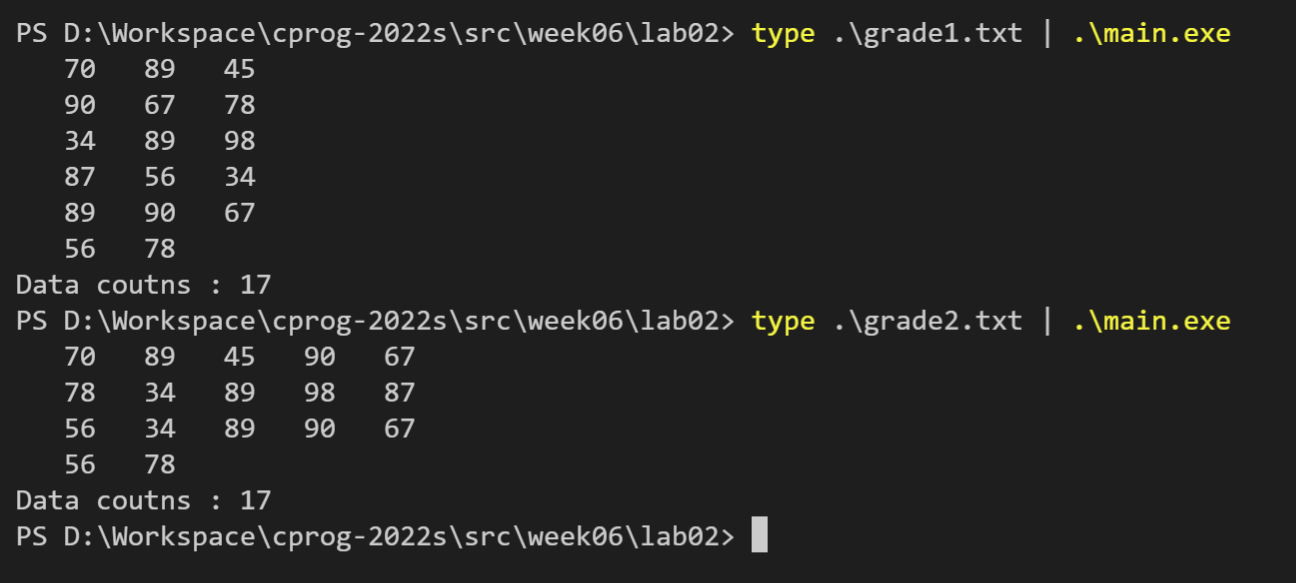 PS D:\Workspace\cprog-2022s\src\week06\lab02> type .\grade1.txt | .\main.exe
   70   89   45
   90   67   78
   34   89   98
   87   56   34
   89   90   67
   56   78
Data coutns : 17
PS D:\Workspace\cprog-2022s\src\week06\lab02> type .\grade2.txt | .\main.exe
   70   89   45   90   67
   78   34   89   98   87
   56   34   89   90   67
   56   78
Data coutns : 17
PS D:\Workspace\cprog-2022s\src\week06\lab02>